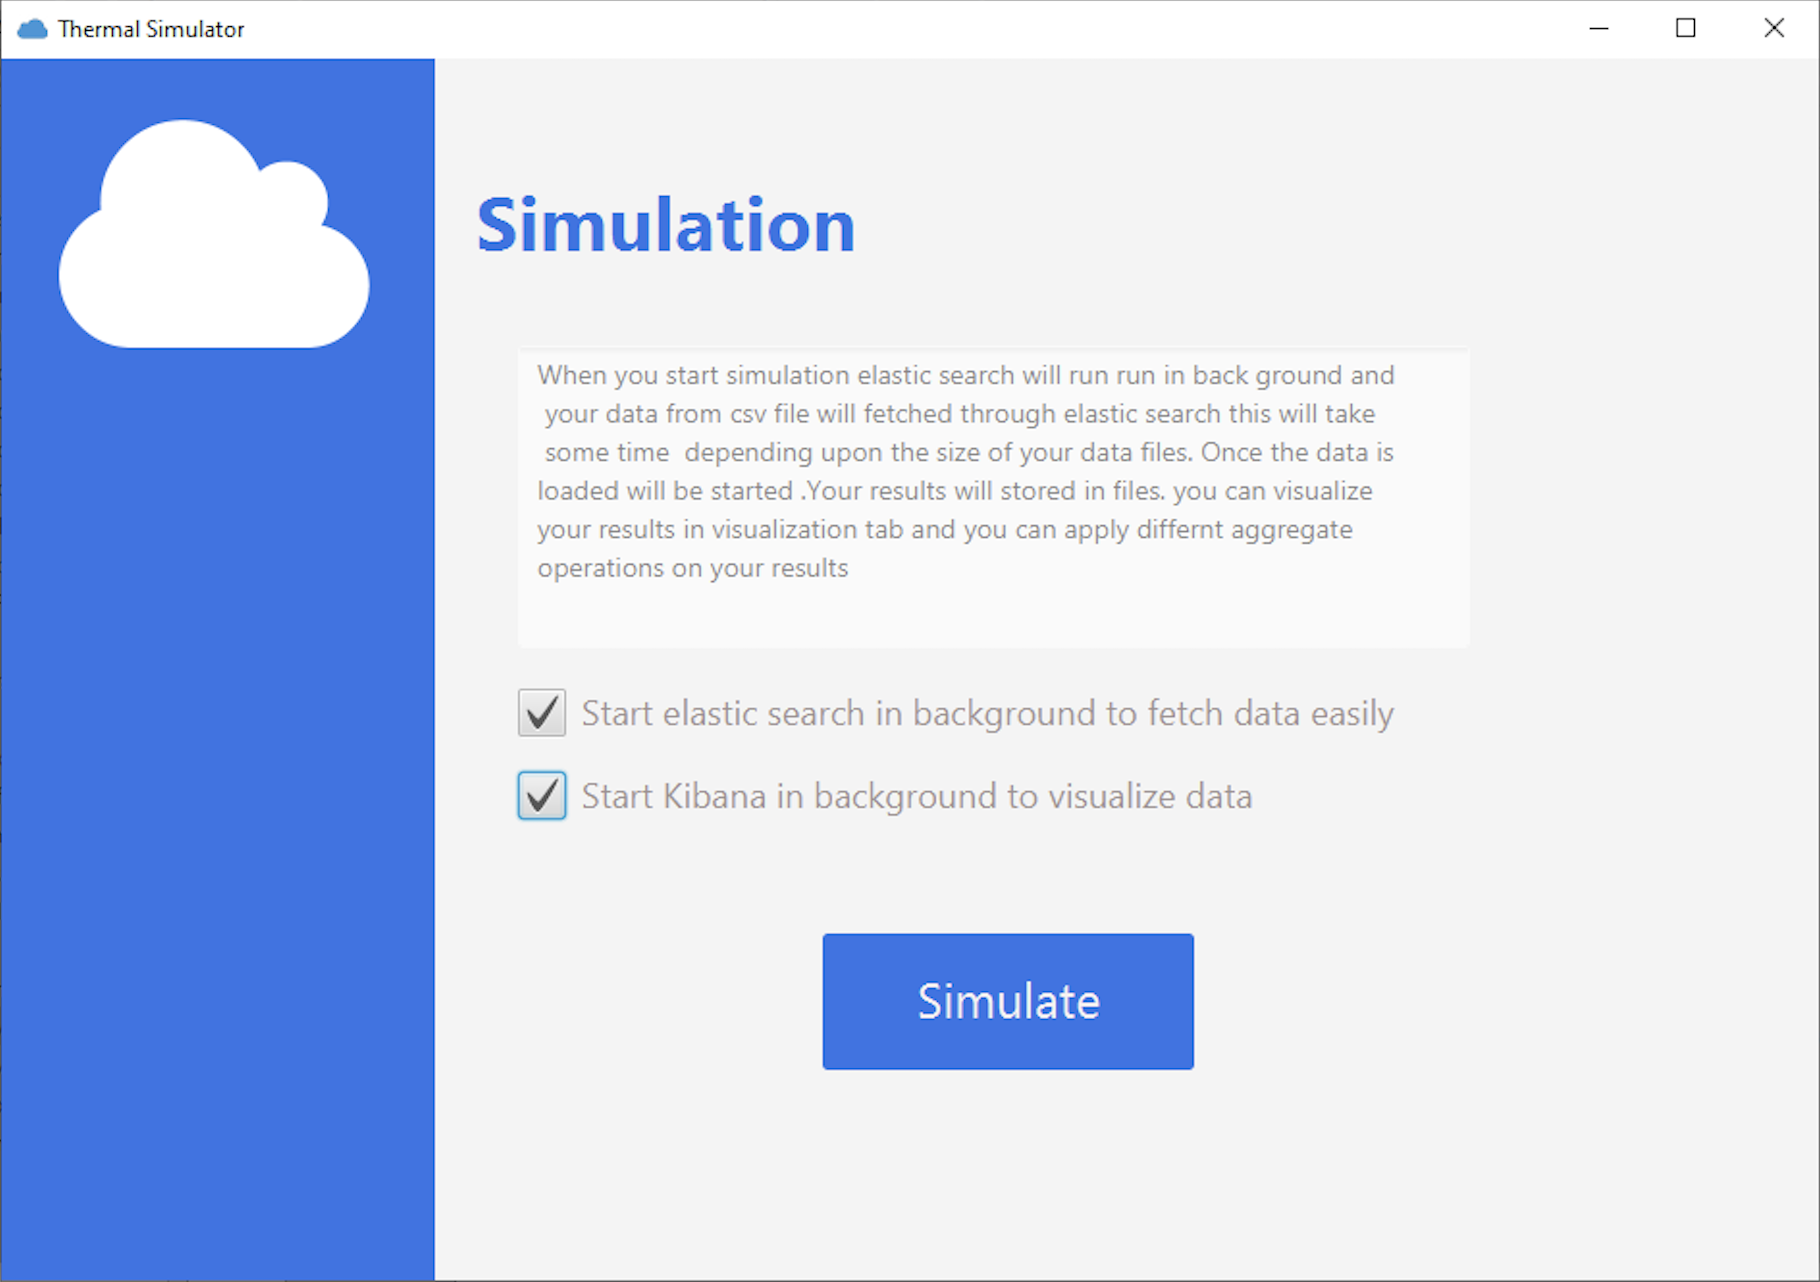 Thermal Simulator
Simulation
When you start simulation elastic search will run run in back ground and
your data from csv file will fetched through elastic search this will take
some time  depending upon the size of your data files. Once the data is
loaded will be started .Your results will stored in files. you can visualize
your results in visualization tab and you can apply differnt aggregate
operations on your results
Start elastic search in background to fetch data easily
Start Kibana in background to visualize data
Simulate